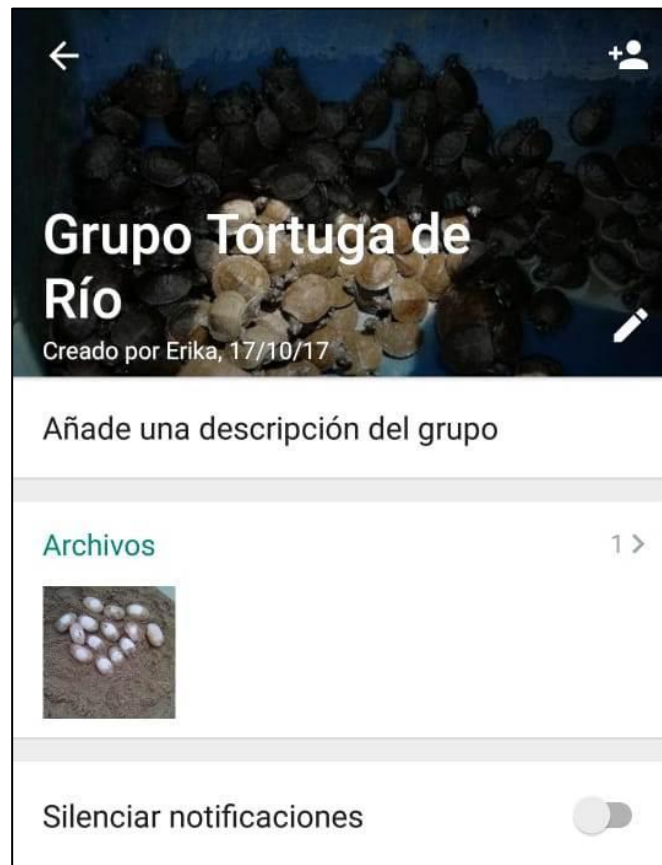 Grupo Tortuga de
Río
Creado por Erika, 17/10/17
Añade una descripción del grupo
Archivos
1
Silenciar notificaciones